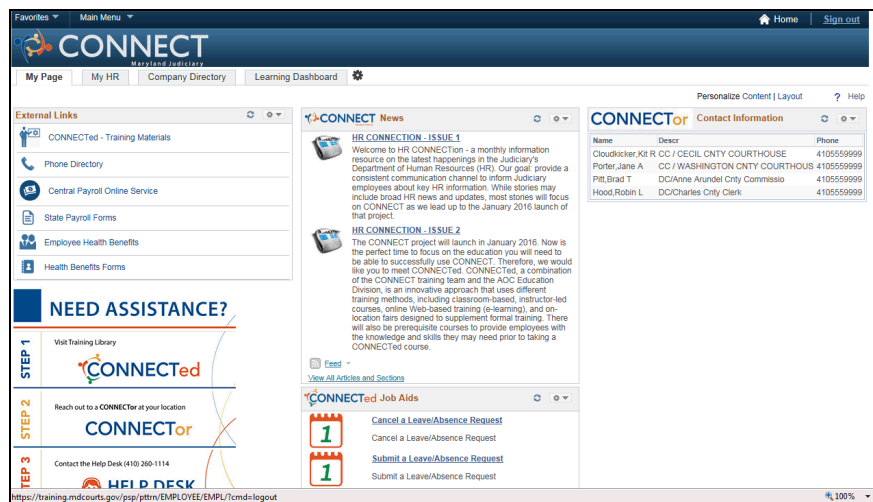 Favorites Main Menu Home Sign out
CONNECT
Maryland Judiciary
My Page My HR Company Directory Learning Dashboard
Personalize Content | Layout ? Help
External Links
CONNECTed - Training Materials
Phone Directory
Central Payroll Online Service
State Payroll Forms
Employee Health Benefits
Health Benefits Forms
NEED ASSISTANCE?
STEP 1
Visit Training Library
CONNECTed
STEP 2
Reach out to a CONNECTor at your location
CONNECTor
STEP 3
Contact the Help Desk (410) 260-1114
HELP DESK
CONNECT News
HR CONNECTION - ISSUE 1
Welcome to HR CONNECTion - a monthly information
resource on the latest happenings in the Judiciary's
Department of Human Resources (HR). Our goal: provide a
consistent communication channel to inform Judiciary
employees about key HR information. While stories may
include broad HR news and updates, most stories will focus
on CONNECT as we lead up to the January 2016 launch of
that project.
HR CONNECTION - ISSUE 2
The CONNECT project will launch in January 2016. Now is
the perfect time to focus on the education you will need to
be able to successfully use CONNECT. Therefore, we would
like you to meet CONNECTed. CONNECTed, a combination
of the CONNECT training team and the AOC Education
Division, is an innovative approach that uses different
training methods, including classroom-based, instructor-led
courses, online Web-based training (e-learning), and on-
location fairs designed to supplement formal training. There
will also be prerequisite courses to provide employees with
the knowledge and skills they may need prior to taking a
CONNECTed course.
Feed
View All Articles and Sections
CONNECTed Job Aids
1
Cancel a Leave/Absence Request
Cancel a Leave/Absence Request
1
Submit a Leave/Absence Request
Submit a Leave/Absence Request
CONNECTor Contact Information
Name Descr Phone
Cloudkicker,Kit R CC / CECIL CNTY COURTHOUSE 4105559999
Porter,Jane A CC / WASHINGTON CNTY COURTHOUS 4105559999
Pitt,Brad T DC/Anne Arundel Cnty Commissio 4105559999
Hood,Robin L DC/Charles Cnty Clerk 4105559999
https://training.mdcourts.gov/psp/pttrn/EMPLOYEE/EMPL/?cmd=logout 100%